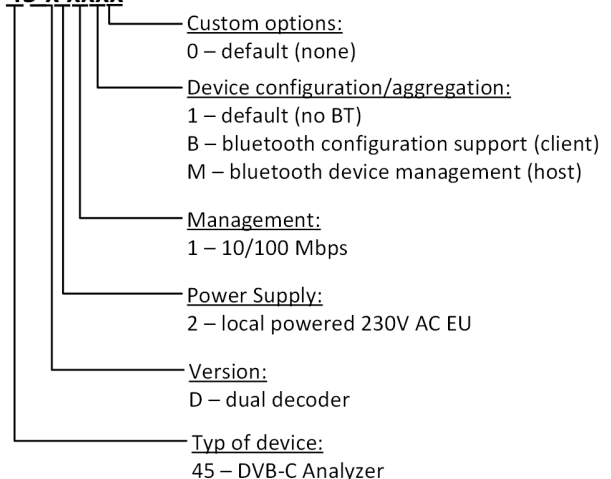 Custom options:
0 – default (none)
Device configuration/aggregation:
1 – default (no BT)
B – bluetooth configuration support (client)
M – bluetooth device management (host)
Management:
1 – 10/100 Mbps
Power Supply:
2 – local powered 230V AC EU
Version:
D – dual decoder
Typ of device:
45 – DVB-C Analyzer